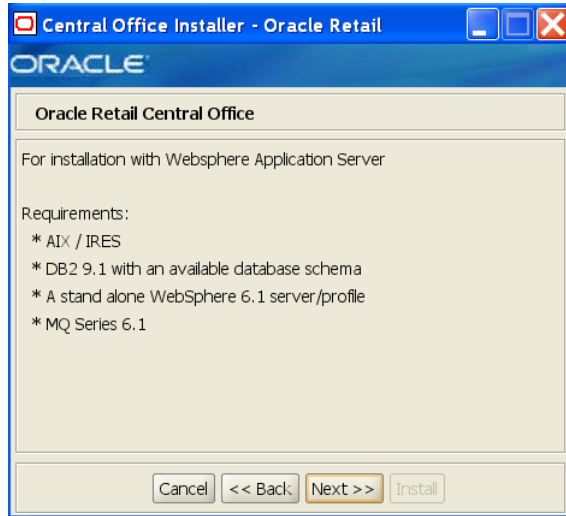 Central Office Installer - Oracle Retail
ORACLE
Oracle Retail Central Office
For installation with Websphere Application Server
Requirements:
* AIX / IRES
* DB2 9.1 with an available database schema
* A stand alone WebSphere 6.1 server/profile
* MQ Series 6.1
Cancel << Back Next >> Install